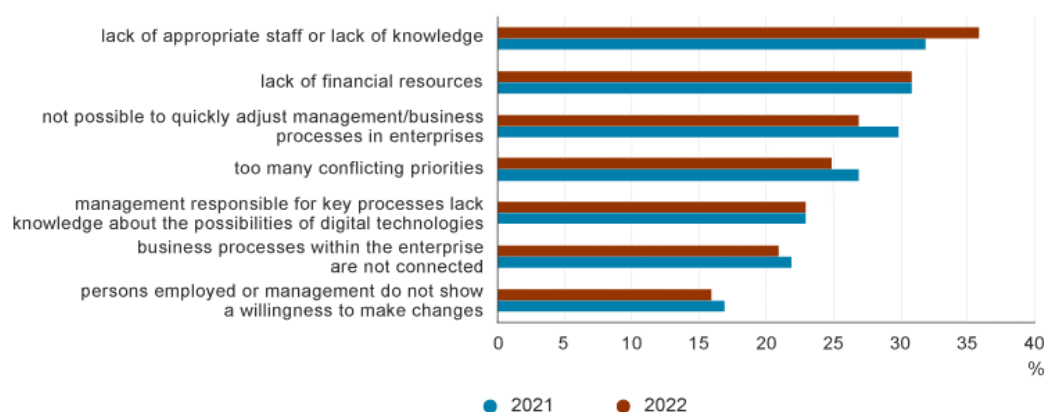 lack of appropriate staff or lack of knowledge
lack of financial resources
not possible to quickly adjust management/business
processes in enterprises
too many conflicting priorities
management responsible for key processes lack
knowledge about the possibilities of digital technologies
business processes within the enterprise
are not connected
persons employed or management do not show
a willingness to make changes
0 5 10 15 20 25 30 35 40
%
2021 2022